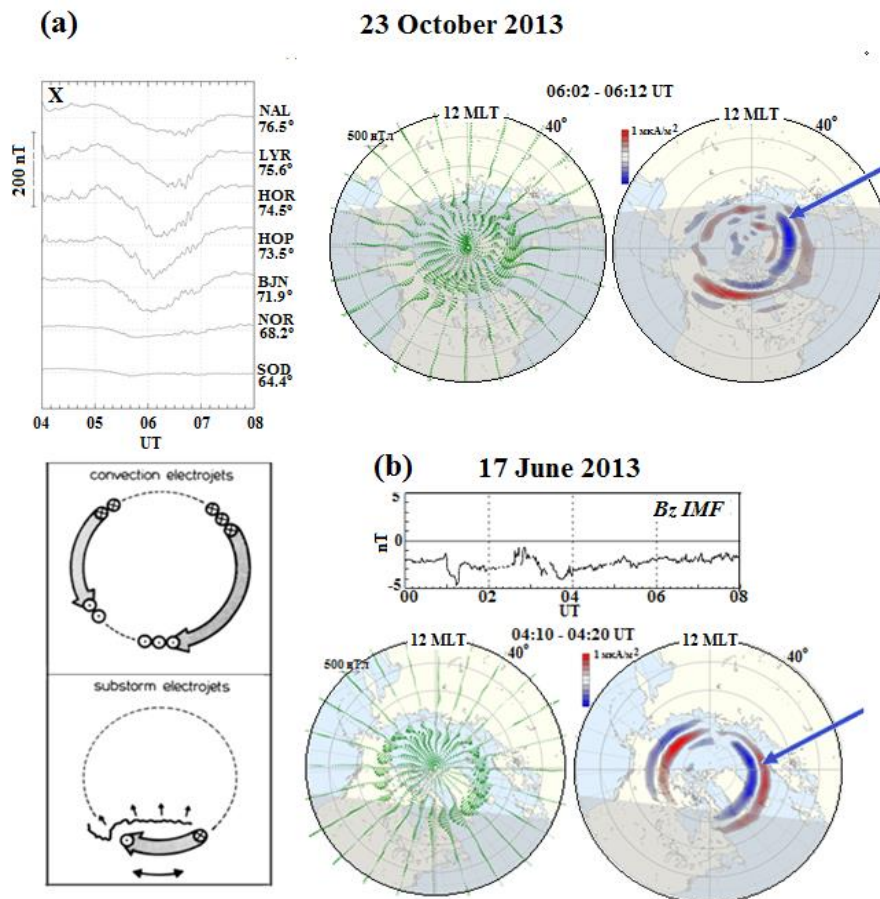 (a)
23 October 2013
X
200 nT
NAL
76.5°
LYR
75.6°
HOR
74.5°
HOP
73.5°
BJN
71.9°
NOR
68.2°
SOD
64.4°
04 05 06 07 08
UT
06:02 - 06:12 UT
12 MLT
40°
500 нТл
1 мкА/м²
12 MLT
40°
convection electrojets
substorm electrojets
(b)
17 June 2013
Bz IMF
nT
5
0
-5
00 02 04 06 08
UT
04:10 - 04:20 UT
12 MLT
40°
500 нТл
1 мкА/м²
12 MLT
40°